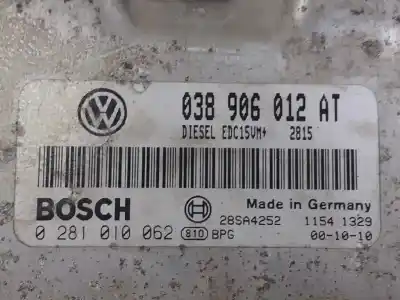 038 906 012 AT
DIESEL EDC15VM+ 2815
BOSCH
Made in Germany
28SA4252 1154 1329
0 281 010 062 810 BPG 00-10-10